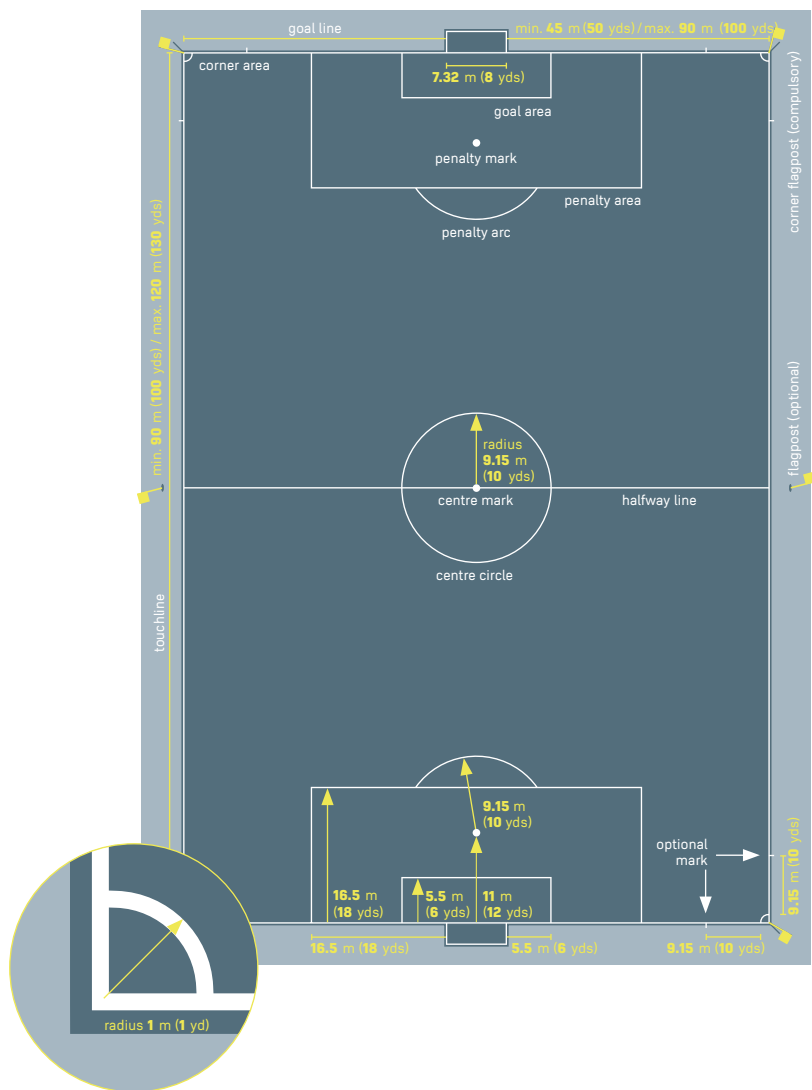 goal line
min. 45 m (50 yds) / max. 90 m (100 yds)
corner area
7.32 m (8 yds)
goal area
penalty mark
penalty area
penalty arc
corner flagpost (compulsory)
min. 90 m (100 yds) / max. 120 m (130 yds)
flagpost (optional)
radius
9.15 m
(10 yds)
centre mark
halfway line
centre circle
touchline
9.15 m
(10 yds)
optional
mark
9.15 m (10 yds)
16.5 m
(18 yds)
5.5 m
(6 yds)
11 m
(12 yds)
16.5 m (18 yds)
5.5 m (6 yds)
9.15 m (10 yds)
radius 1 m (1 yd)